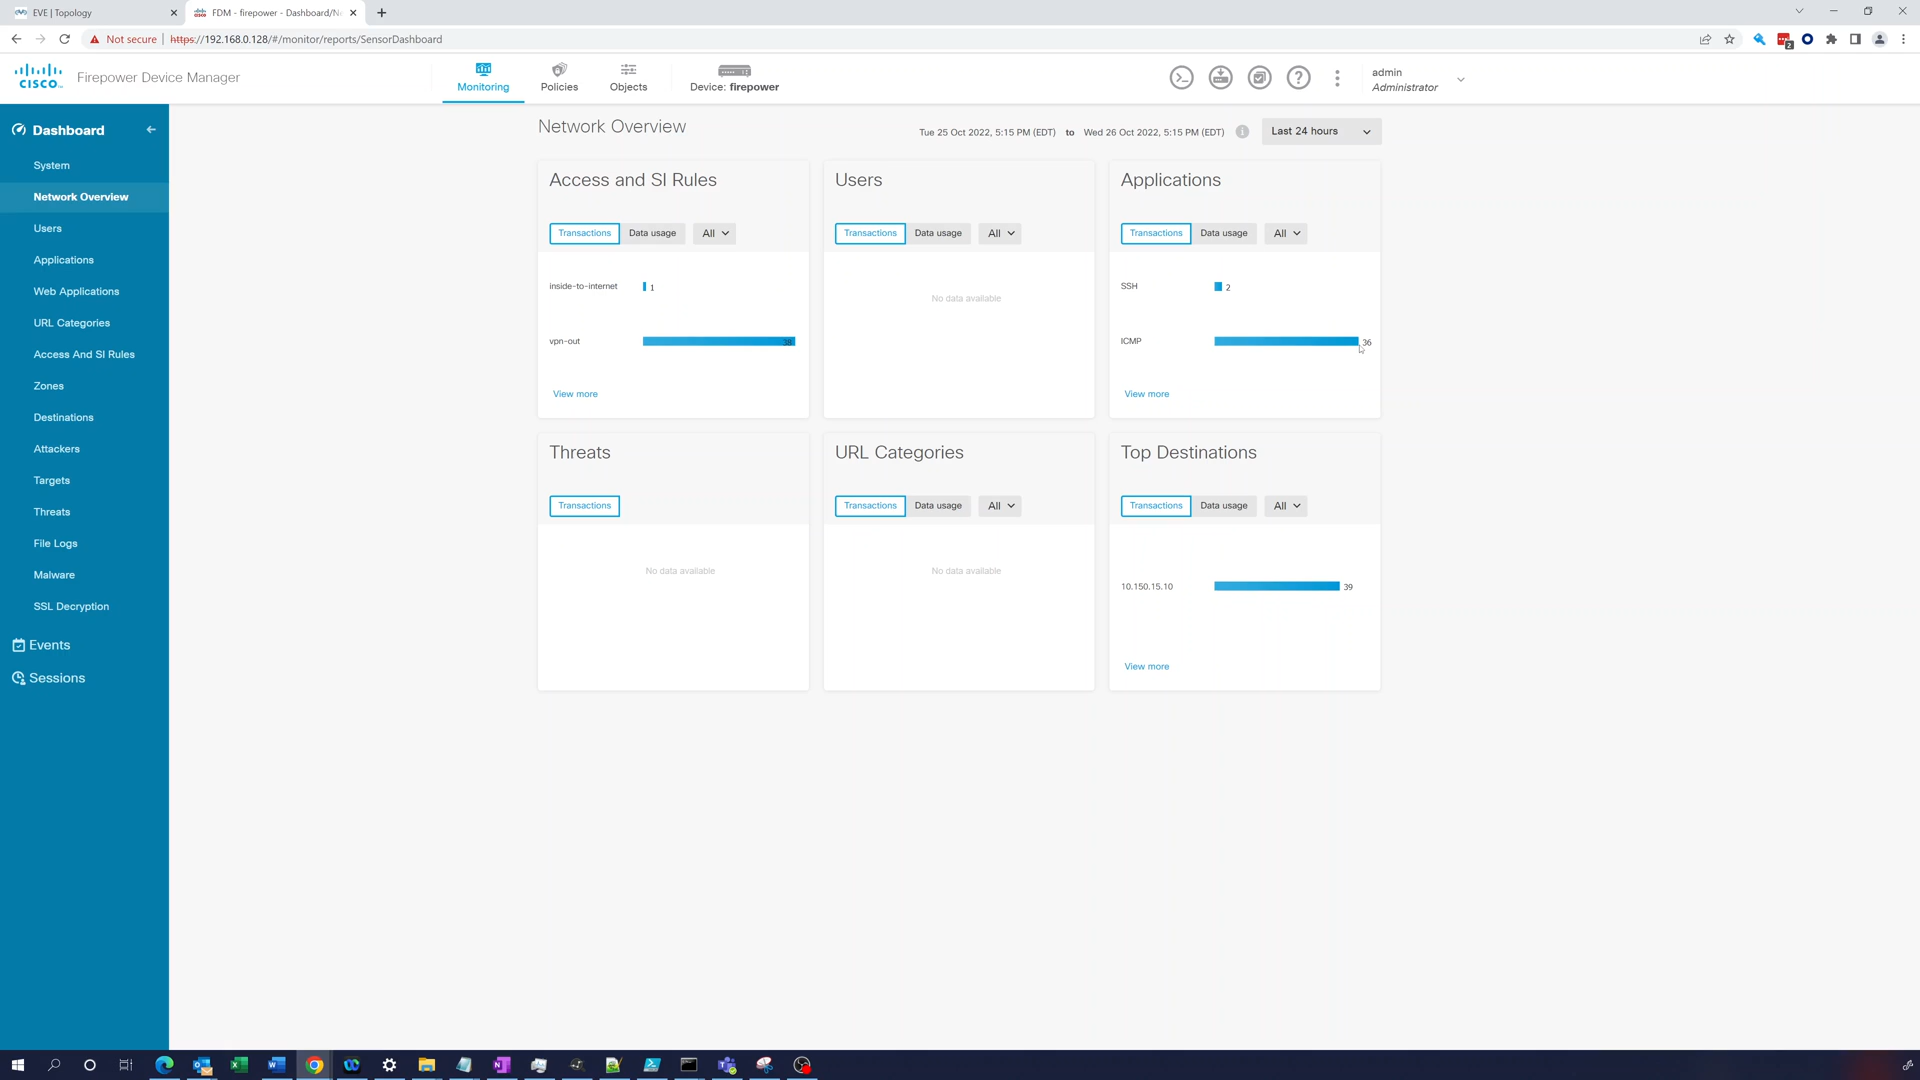 EVE | Topology
FDM - firepower - Dashboard/Ne
Not secure
https://192.168.0.128/#/monitor/reports/SensorDashboard
2
CISCO
Firepower Device Manager
Monitoring
Policies
Objects
Device: firepower
admin
Administrator
Dashboard
System
Network Overview
Users
Applications
Web Applications
URL Categories
Access And SI Rules
Zones
Destinations
Attackers
Targets
Threats
File Logs
Malware
SSL Decryption
Events
Sessions
Network Overview
Tue 25 Oct 2022, 5:15 PM (EDT) to Wed 26 Oct 2022, 5:15 PM (EDT)
Last 24 hours
Access and SI Rules
Transactions Data usage All
inside-to-internet 1
vpn-out 38
View more
Users
Transactions Data usage All
No data available
Applications
Transactions Data usage All
SSH 2
ICMP 36
View more
Threats
Transactions
No data available
URL Categories
Transactions Data usage All
No data available
Top Destinations
Transactions Data usage All
10.150.15.10 39
View more